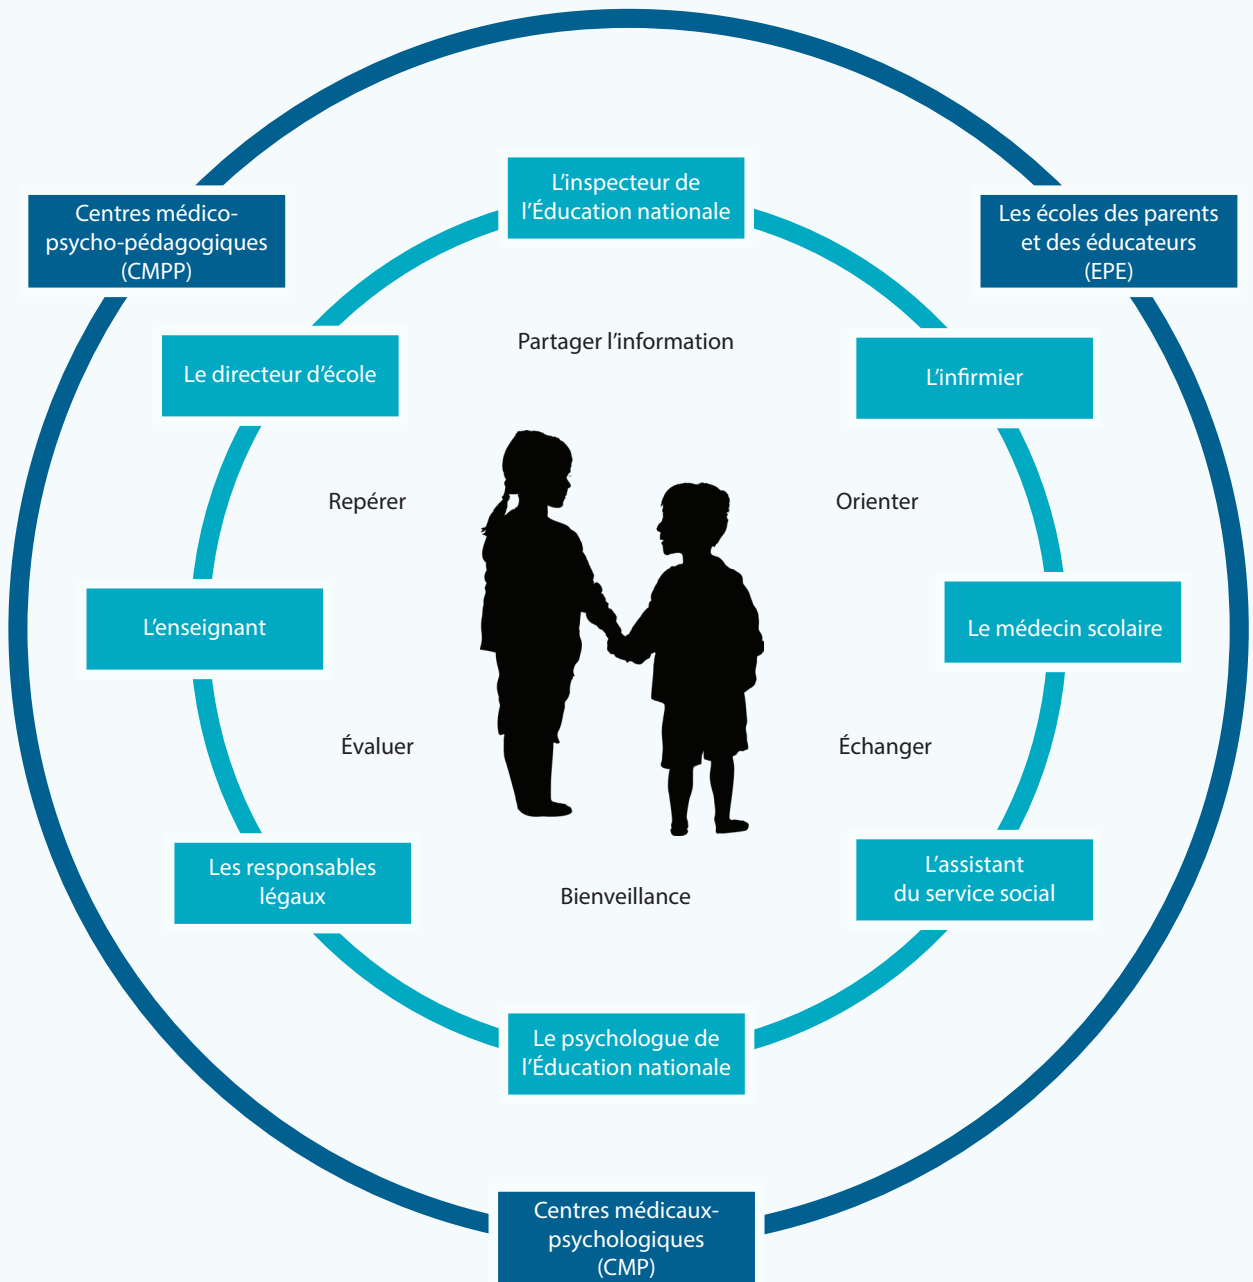 L’inspecteur de
l’Éducation nationale
Centres médico-
psycho-pédagogiques
(CMPP)
Les écoles des parents
et des éducateurs
(EPE)
Partager l’information
Le directeur d’école
L’infirmier
Repérer
Orienter
L’enseignant
Le médecin scolaire
Évaluer
Échanger
Les responsables
légaux
L’assistant
du service social
Bienveillance
Le psychologue de
l’Éducation nationale
Centres médicaux-
psychologiques
(CMP)